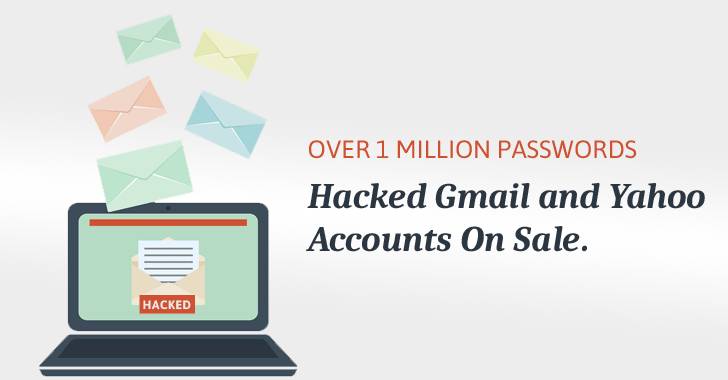 OVER 1 MILLION PASSWORDS
Hacked Gmail and Yahoo
Accounts On Sale.
HACKED